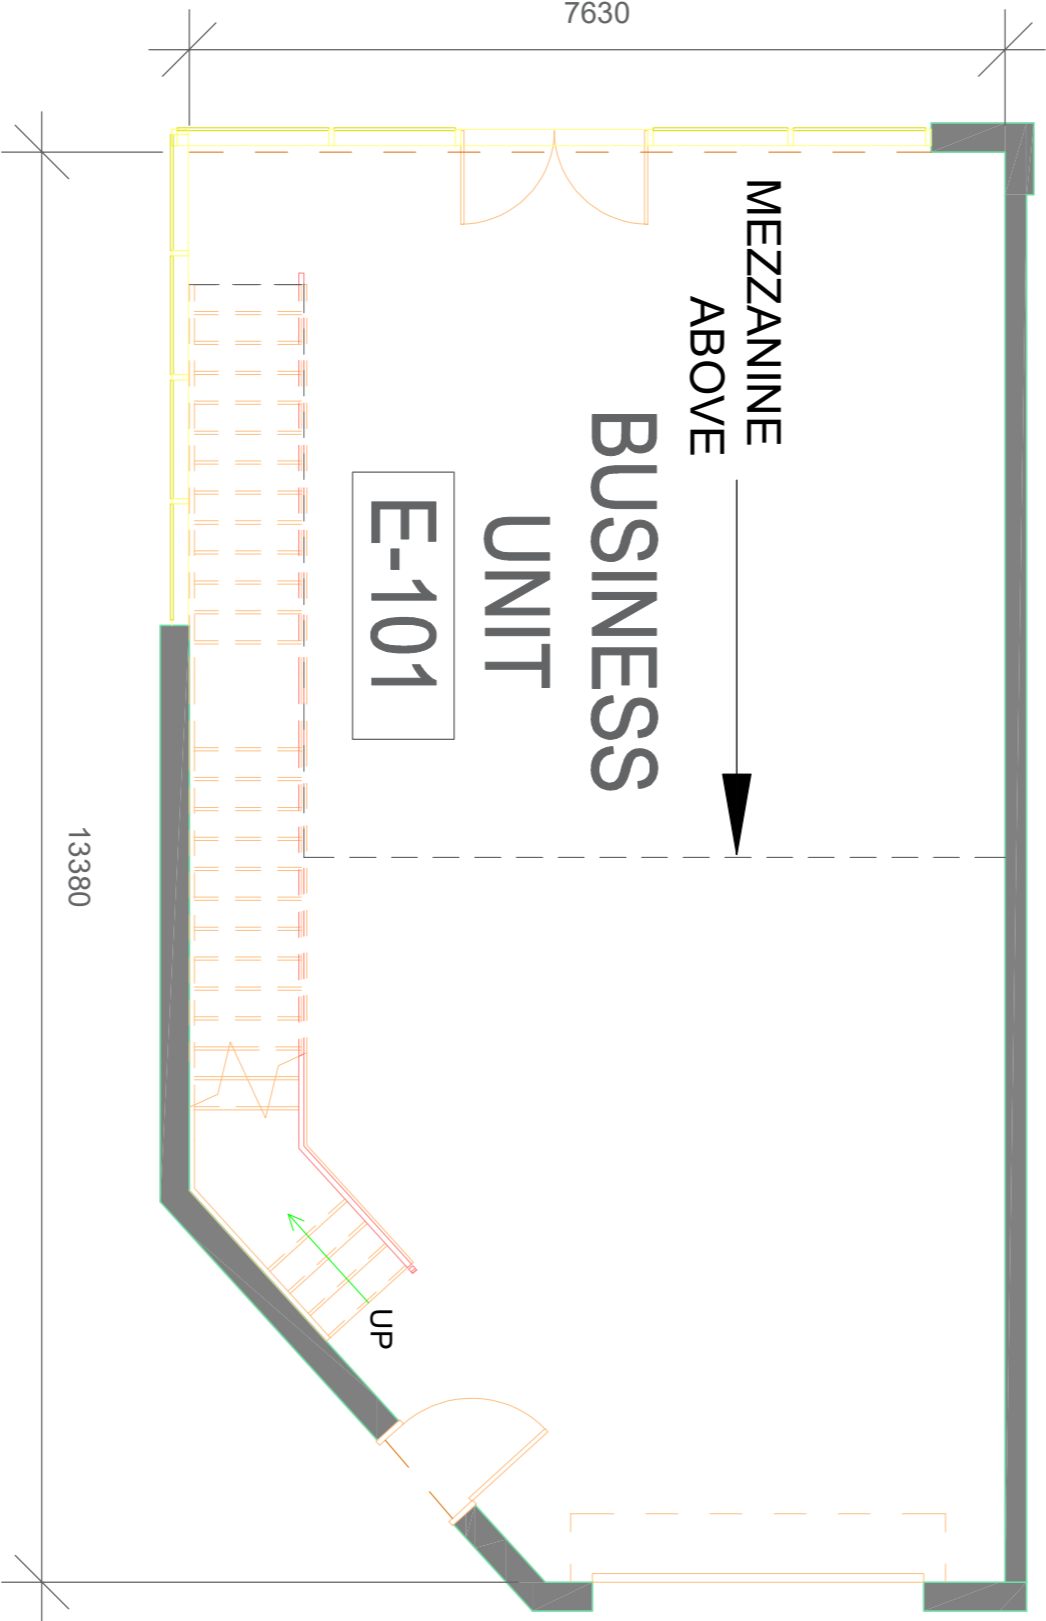 7630
MEZZANINE
ABOVE
BUSINESS
UNIT
E-101
13380
UP